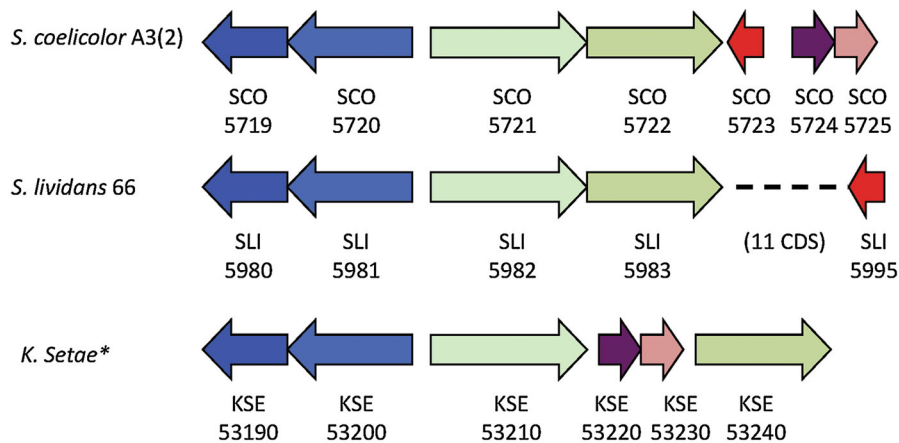 S. coelicolor A3(2)
SCO SCO SCO SCO SCO SCO SCO
5719 5720 5721 5722 5723 5724 5725
S. lividans 66
SLI SLI SLI SLI (11 CDS) SLI
5980 5981 5982 5983 5995
K. Setae*
KSE KSE KSE KSE KSE KSE
53190 53200 53210 53220 53230 53240